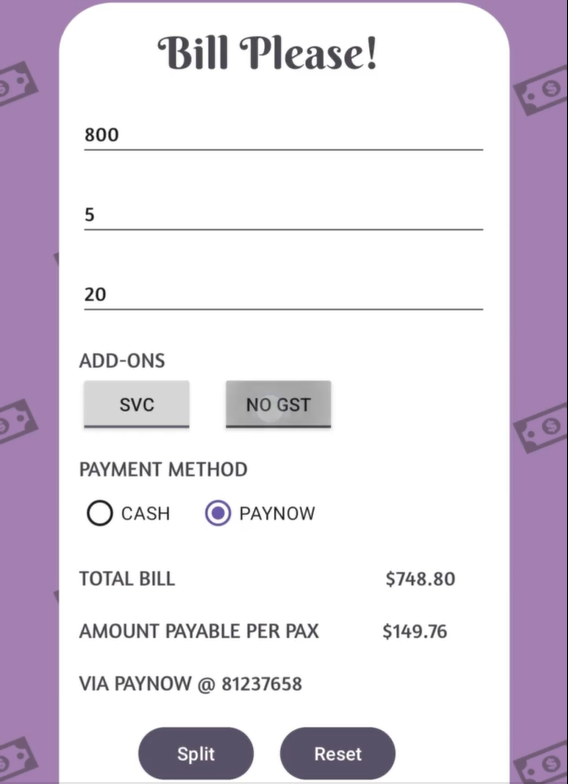 Bill Please!
800
5
20
ADD-ONS
SVC NO GST
PAYMENT METHOD
CASH PAYNOW
TOTAL BILL $748.80
AMOUNT PAYABLE PER PAX $149.76
VIA PAYNOW @ 81237658
Split Reset